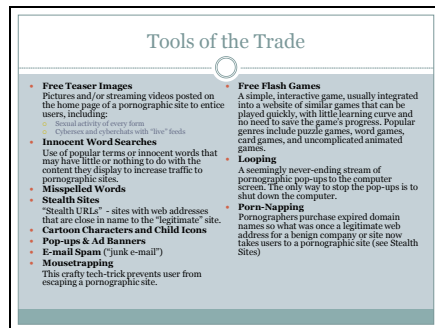 Tools of the Trade
Free Teaser Images
Pictures and/or streaming videos posted on
the home page of a pornographic site to entice
users, including:
Sexual activity of every form
Cybersex and cyberchats with "live" feeds
Innocent Word Searches
Use of popular terms or innocent words that
may have little or nothing to do with the
content they display to increase traffic to
pornographic sites.
Misspelled Words
Stealth Sites
"Stealth URLs" - sites with web addresses
that are close in name to the "legitimate" site.
Cartoon Characters and Child Icons
Pop-ups & Ad Banners
E-mail Spam ("junk e-mail")
Mousetrapping
This crafty tech-trick prevents user from
escaping a pornographic site.
Free Flash Games
A simple, interactive game, usually integrated
into a website of similar games that can be
played quickly, with little learning curve and
no need to save the game's progress. Popular
genres include puzzle games, word games,
card games, and uncomplicated animated
games.
Looping
A seemingly never-ending stream of
pornographic pop-ups to the computer
screen. The only way to stop the pop-ups is to
shut down the computer.
Porn-Napping
Pornographers purchase expired domain
names so what was once a legitimate web
address for a benign company or site now
takes users to a pornographic site (see Stealth
Sites)